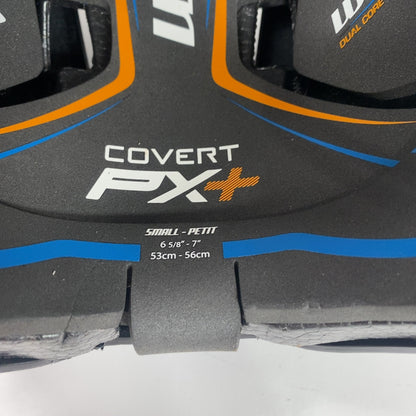 DUAL CORE
COVERT
PX+
SMALL - PETIT
6 5/8" - 7"
53cm - 56cm